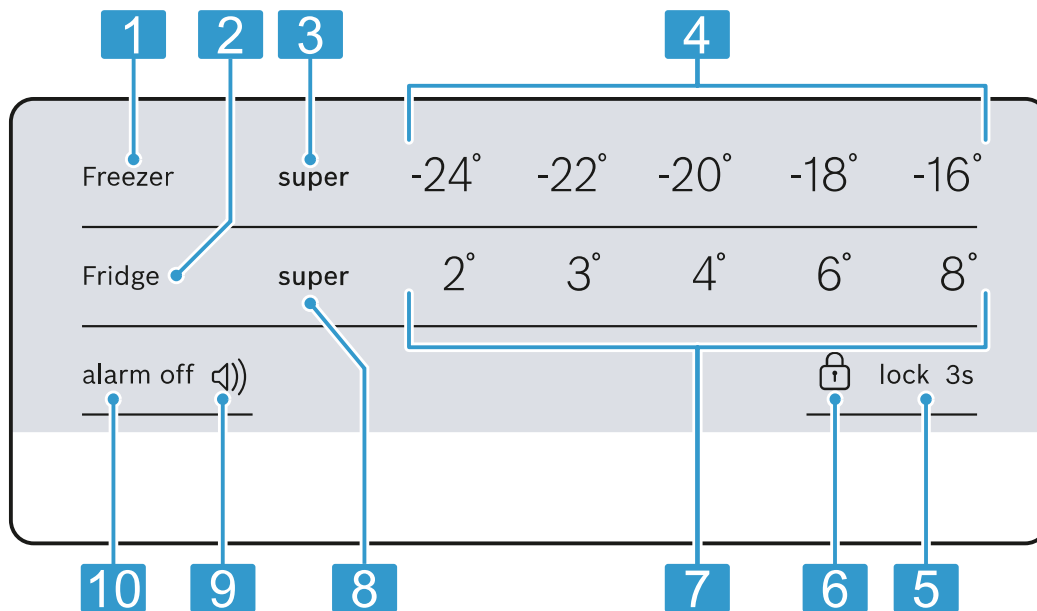 1 2 3 4
Freezer super -24° -22° -20° -18° -16°
Fridge super 2° 3° 4° 6° 8°
alarm off lock 3s
10 9 8 7 6 5